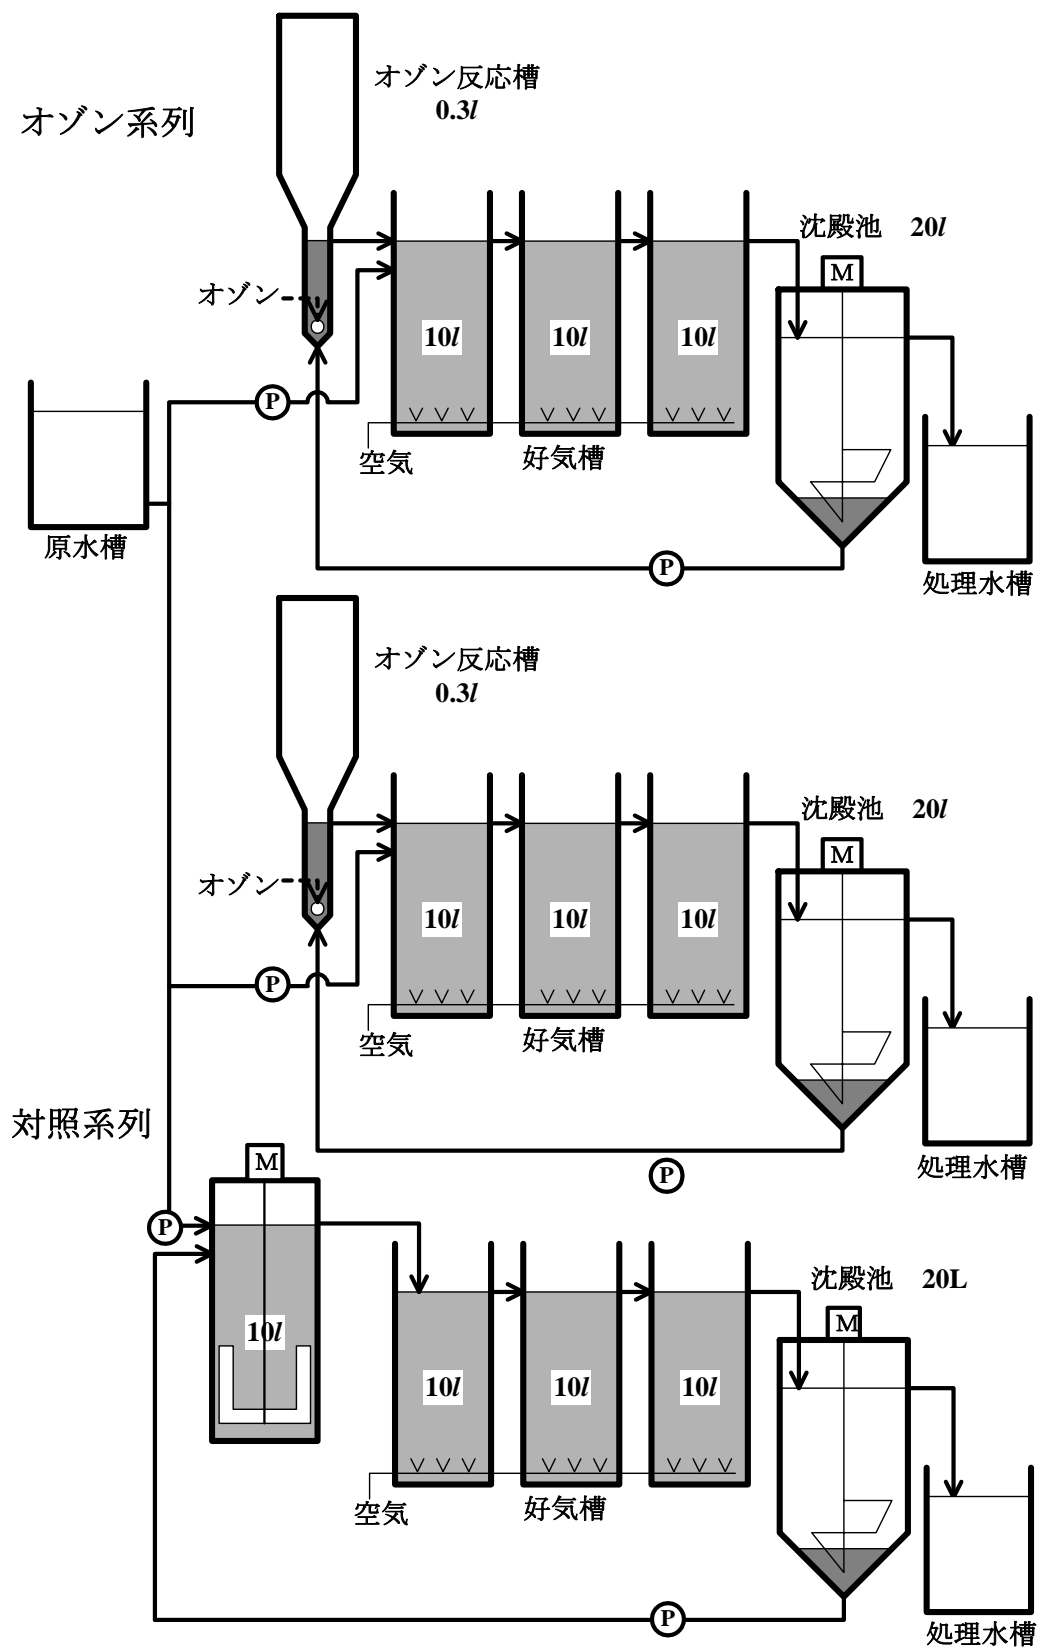 オゾン系列
オゾン反応槽
0.3l
沈殿池 20l
M
オゾン
10l
10l
10l
P
空気
好気槽
原水槽
P
処理水槽
オゾン反応槽
0.3l
沈殿池 20l
M
オゾン
10l
10l
10l
P
空気
好気槽
対照系列
M
P
処理水槽
P
沈殿池 20L
M
10l
10l
10l
10l
空気
好気槽
P
処理水槽